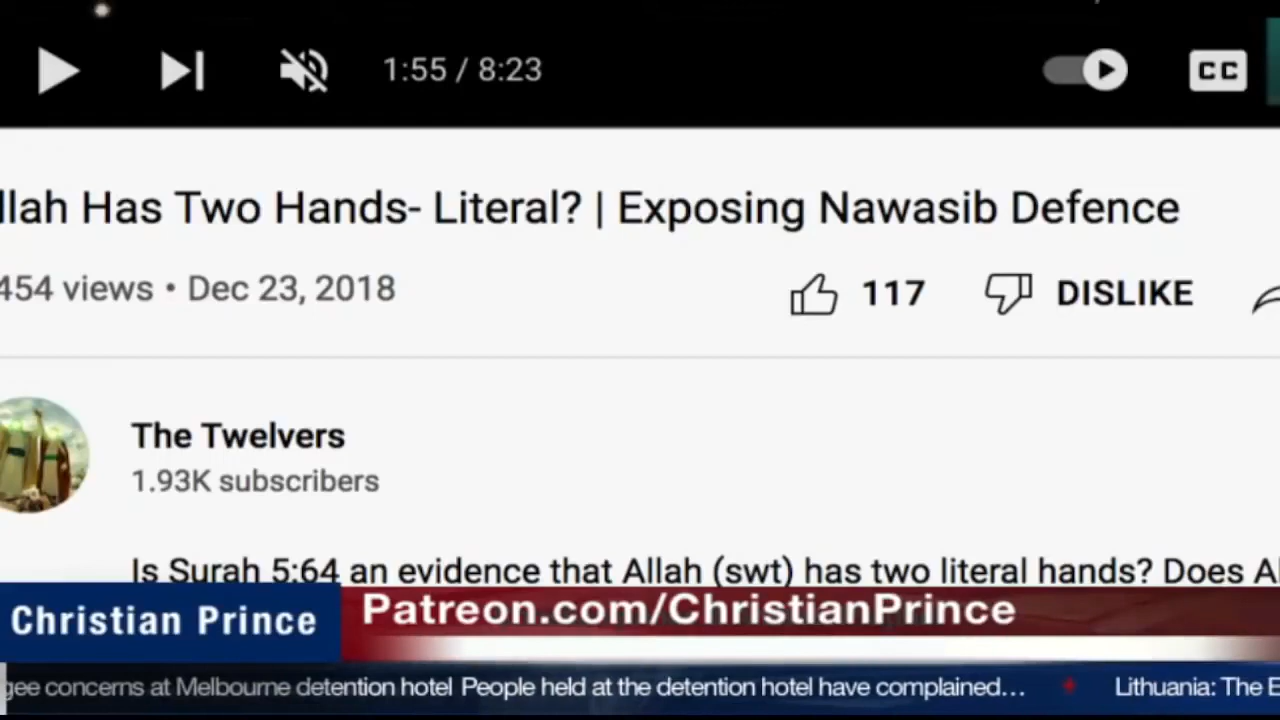 1:55 / 8:23
CC
llah Has Two Hands- Literal? | Exposing Nawasib Defence
454 views • Dec 23, 2018
117
DISLIKE
The Twelvers
1.93K subscribers
Is Surah 5:64 an evidence that Allah (swt) has two literal hands? Does Al
Christian Prince
Patreon.com/ChristianPrince
gee concerns at Melbourne detention hotel People held at the detention hotel have complained...
Lithuania: The E